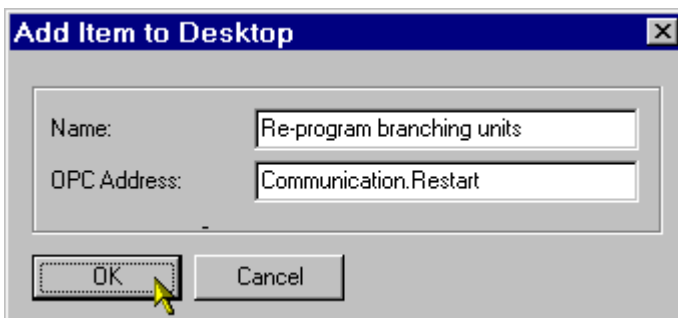 Add Item to Desktop
Name: Re-program branching units
OPC Address: Communication.Restart
OK Cancel